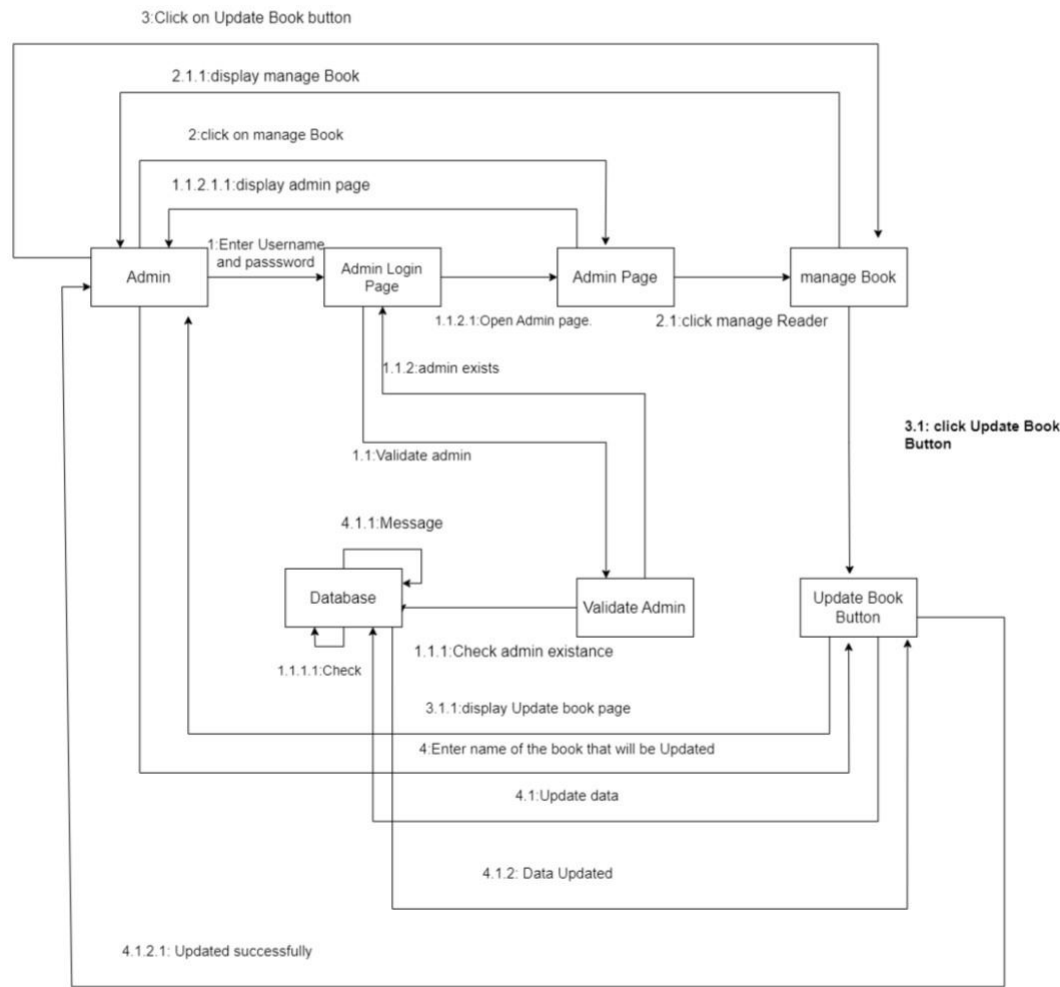 3:Click on Update Book button
2.1.1:display manage Book
2:click on manage Book
1.1.2.1.1:display admin page
1:Enter Username
and passsword
Admin
Admin Login
Page
Admin Page
manage Book
1.1.2.1:Open Admin page.
2.1:click manage Reader
1.1.2:admin exists
3.1: click Update Book
Button
1.1:Validate admin
4.1.1:Message
Database
Validate Admin
Update Book
Button
1.1.1:Check admin existance
1.1.1.1:Check
3.1.1:display Update book page
4:Enter name of the book that will be Updated
4.1:Update data
4.1.2: Data Updated
4.1.2.1: Updated successfully